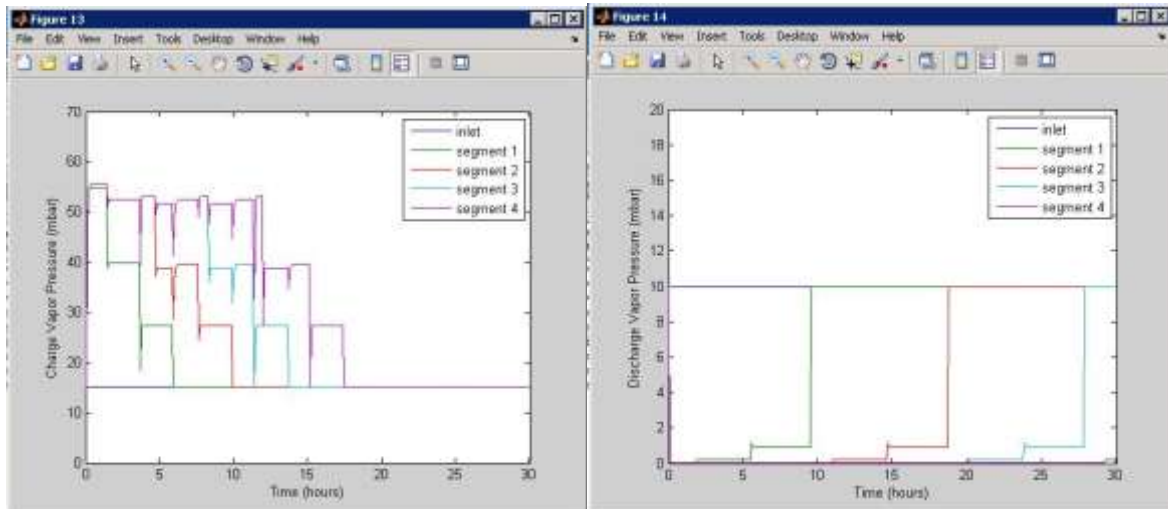 Figure 13
File Edit View Insert Tools Desktop Window Help
70
60
50
40
30
20
10
0
Charge Vapor Pressure (mbar)
inlet
segment 1
segment 2
segment 3
segment 4
0 5 10 15 20 25 30
Time (hours)
Figure 14
File Edit View Insert Tools Desktop Window Help
20
18
16
14
12
10
8
6
4
2
0
Discharge Vapor Pressure (mbar)
inlet
segment 1
segment 2
segment 3
segment 4
0 5 10 15 20 25 30
Time (hours)